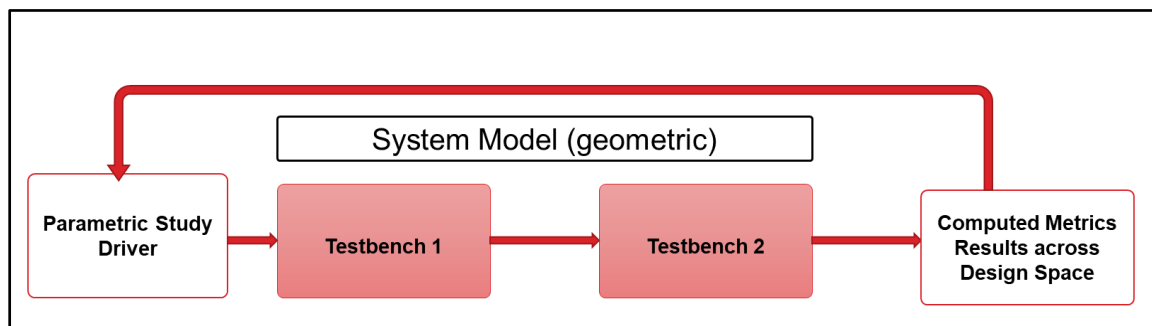 System Model (geometric)
Parametric Study
Driver
Testbench 1
Testbench 2
Computed Metrics
Results across
Design Space